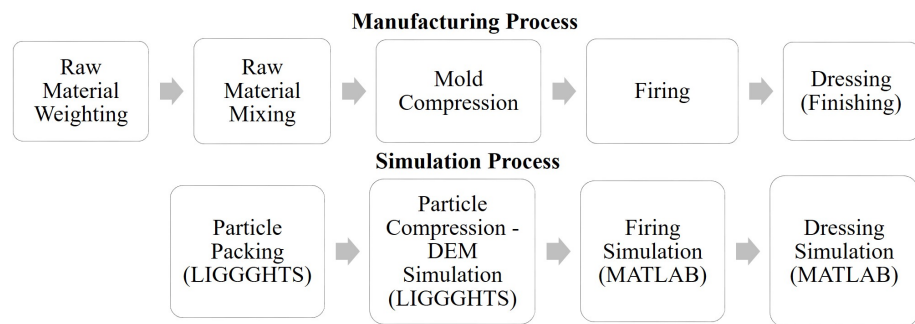 Manufacturing Process
Raw
Material
Weighting
Raw
Material
Mixing
Mold
Compression
Firing
Dressing
(Finishing)
Simulation Process
Particle
Packing
(LIGGGHTS)
Particle
Compression -
DEM
Simulation
(LIGGGHTS)
Firing
Simulation
(MATLAB)
Dressing
Simulation
(MATLAB)